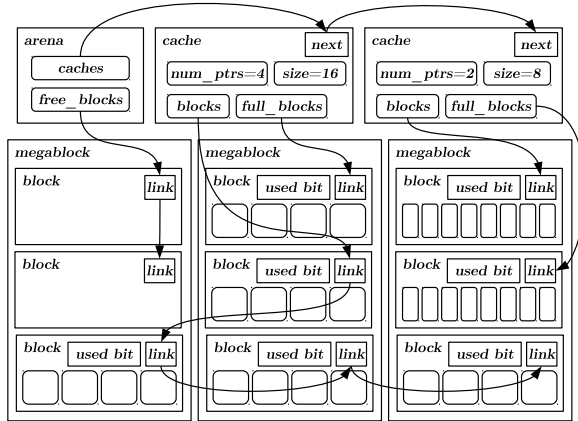 arena
caches
free_blocks
cache
next
num_ptrs=4
size=16
blocks
full_blocks
cache
next
num_ptrs=2
size=8
blocks
full_blocks
megablock
block
link
block
link
block
used bit
link
megablock
block
used bit
link
block
used bit
link
block
used bit
link
megablock
block
used bit
link
block
used bit
link
block
used bit
link